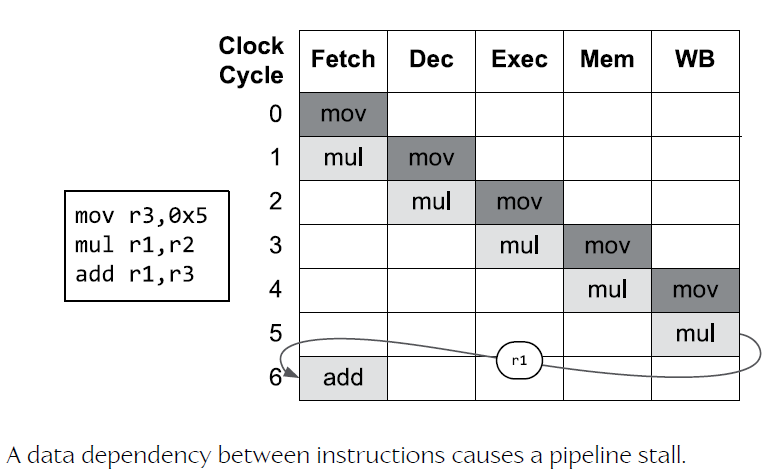 Clock Cycle Fetch Dec Exec Mem WB
0 mov
1 mul mov
2 mul mov
mov r3,0x5
mul r1,r2
add r1,r3
3 mul mov
4 mul mov
5 mul
r1
6 add
A data dependency between instructions causes a pipeline stall.